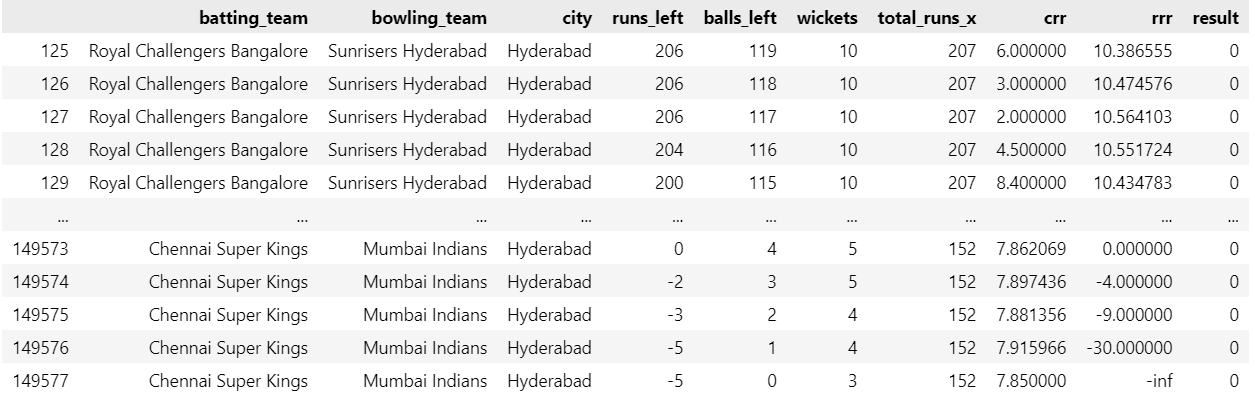 batting_team bowling_team city runs_left balls_left wickets total_runs_x crr rrr result
125 Royal Challengers Bangalore Sunrisers Hyderabad Hyderabad 206 119 10 207 6.000000 10.386555 0
126 Royal Challengers Bangalore Sunrisers Hyderabad Hyderabad 206 118 10 207 3.000000 10.474576 0
127 Royal Challengers Bangalore Sunrisers Hyderabad Hyderabad 206 117 10 207 2.000000 10.564103 0
128 Royal Challengers Bangalore Sunrisers Hyderabad Hyderabad 204 116 10 207 4.500000 10.551724 0
129 Royal Challengers Bangalore Sunrisers Hyderabad Hyderabad 200 115 10 207 8.400000 10.434783 0
... ... ... ... ... ... ... ... ... ... ...
149573 Chennai Super Kings Mumbai Indians Hyderabad 0 4 5 152 7.862069 0.000000 0
149574 Chennai Super Kings Mumbai Indians Hyderabad -2 3 5 152 7.897436 -4.000000 0
149575 Chennai Super Kings Mumbai Indians Hyderabad -3 2 4 152 7.881356 -9.000000 0
149576 Chennai Super Kings Mumbai Indians Hyderabad -5 1 4 152 7.915966 -30.000000 0
149577 Chennai Super Kings Mumbai Indians Hyderabad -5 0 3 152 7.850000 -inf 0